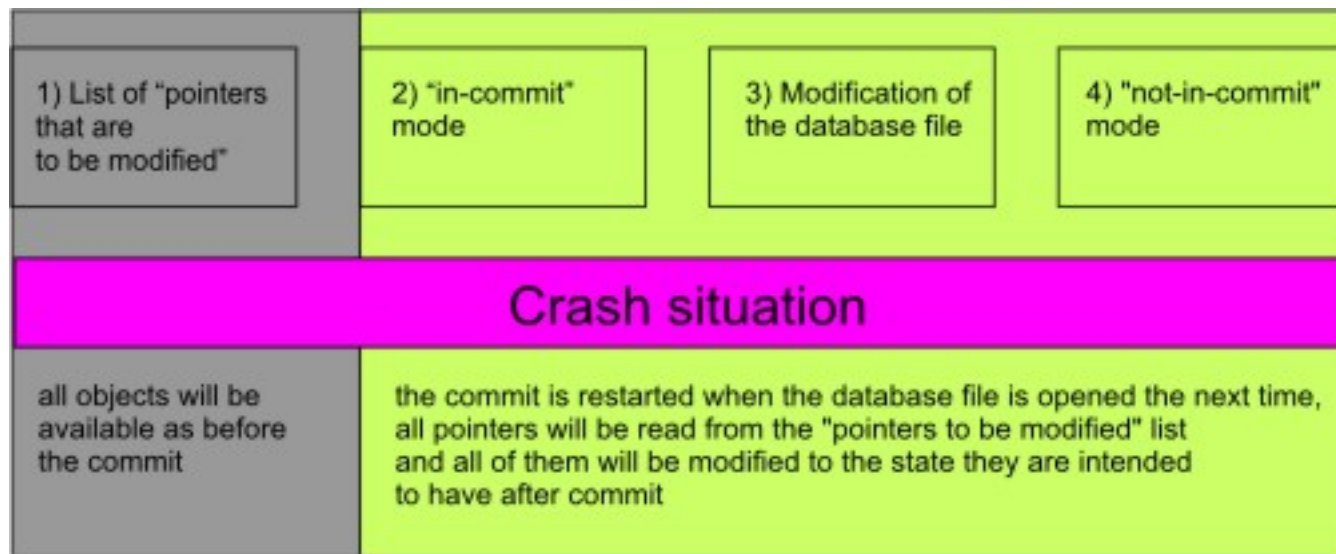 1) List of “pointers
that are
to be modified”
2) “in-commit”
mode
3) Modification of
the database file
4) "not-in-commit"
mode
Crash situation
all objects will be
available as before
the commit
the commit is restarted when the database file is opened the next time,
all pointers will be read from the "pointers to be modified" list
and all of them will be modified to the state they are intended
to have after commit